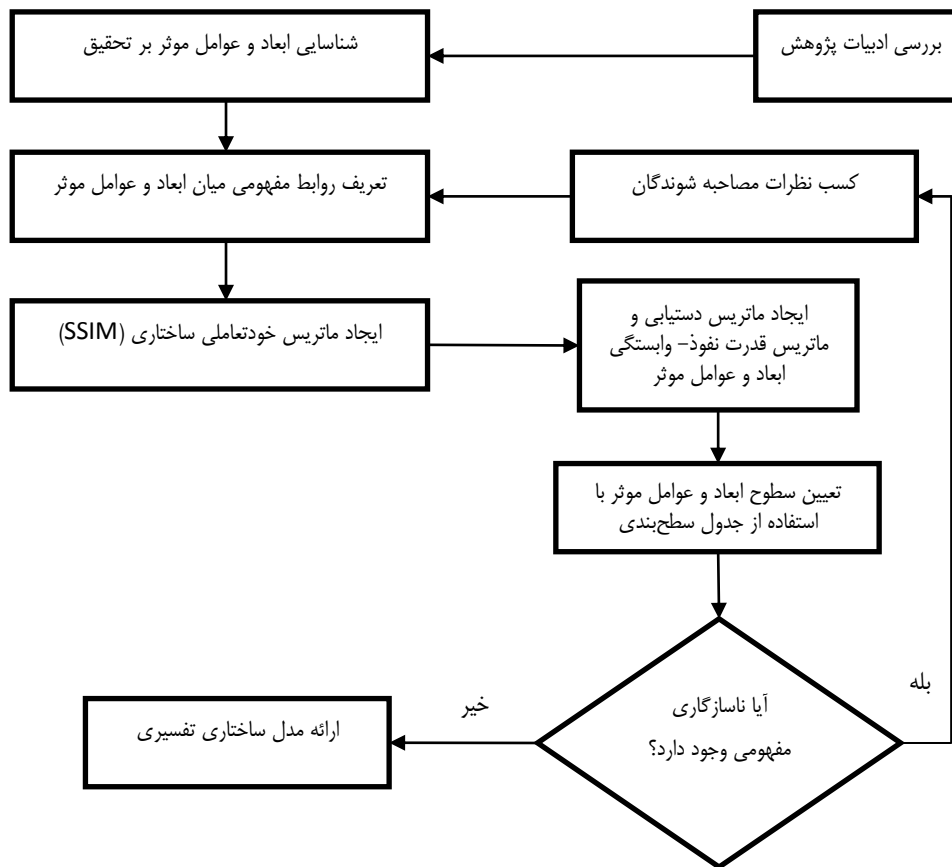 بررسی ادبیات پژوهش
شناسایی ابعاد و عوامل موثر بر تحقیق
کسب نظرات مصاحبه شوندگان
تعریف روابط مفهومی میان ابعاد و عوامل موثر
ایجاد ماتریس خودتعاملی ساختاری (SSIM)
ایجاد ماتریس دستیابی و
ماتریس قدرت نفوذ– وابستگی
ابعاد و عوامل موثر
تعیین سطوح ابعاد و عوامل موثر با
استفاده از جدول سطح‌بندی
آیا ناسازگاری
مفهومی وجود دارد؟
بله
خیر
ارائه مدل ساختاری تفسیری